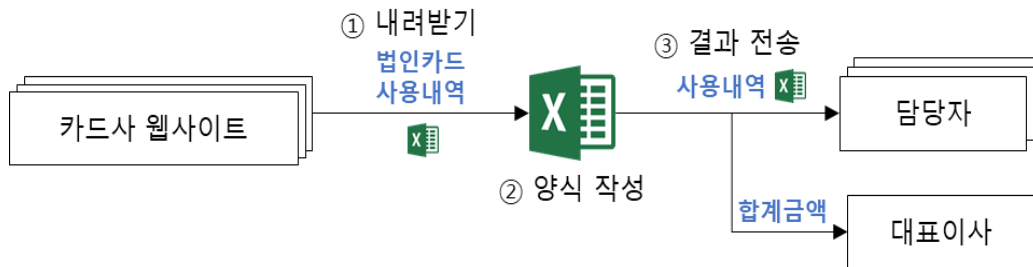 ① 내려받기
법인카드
사용내역
③ 결과 전송
사용내역
카드사 웹사이트
담당자
② 양식 작성
합계금액
대표이사